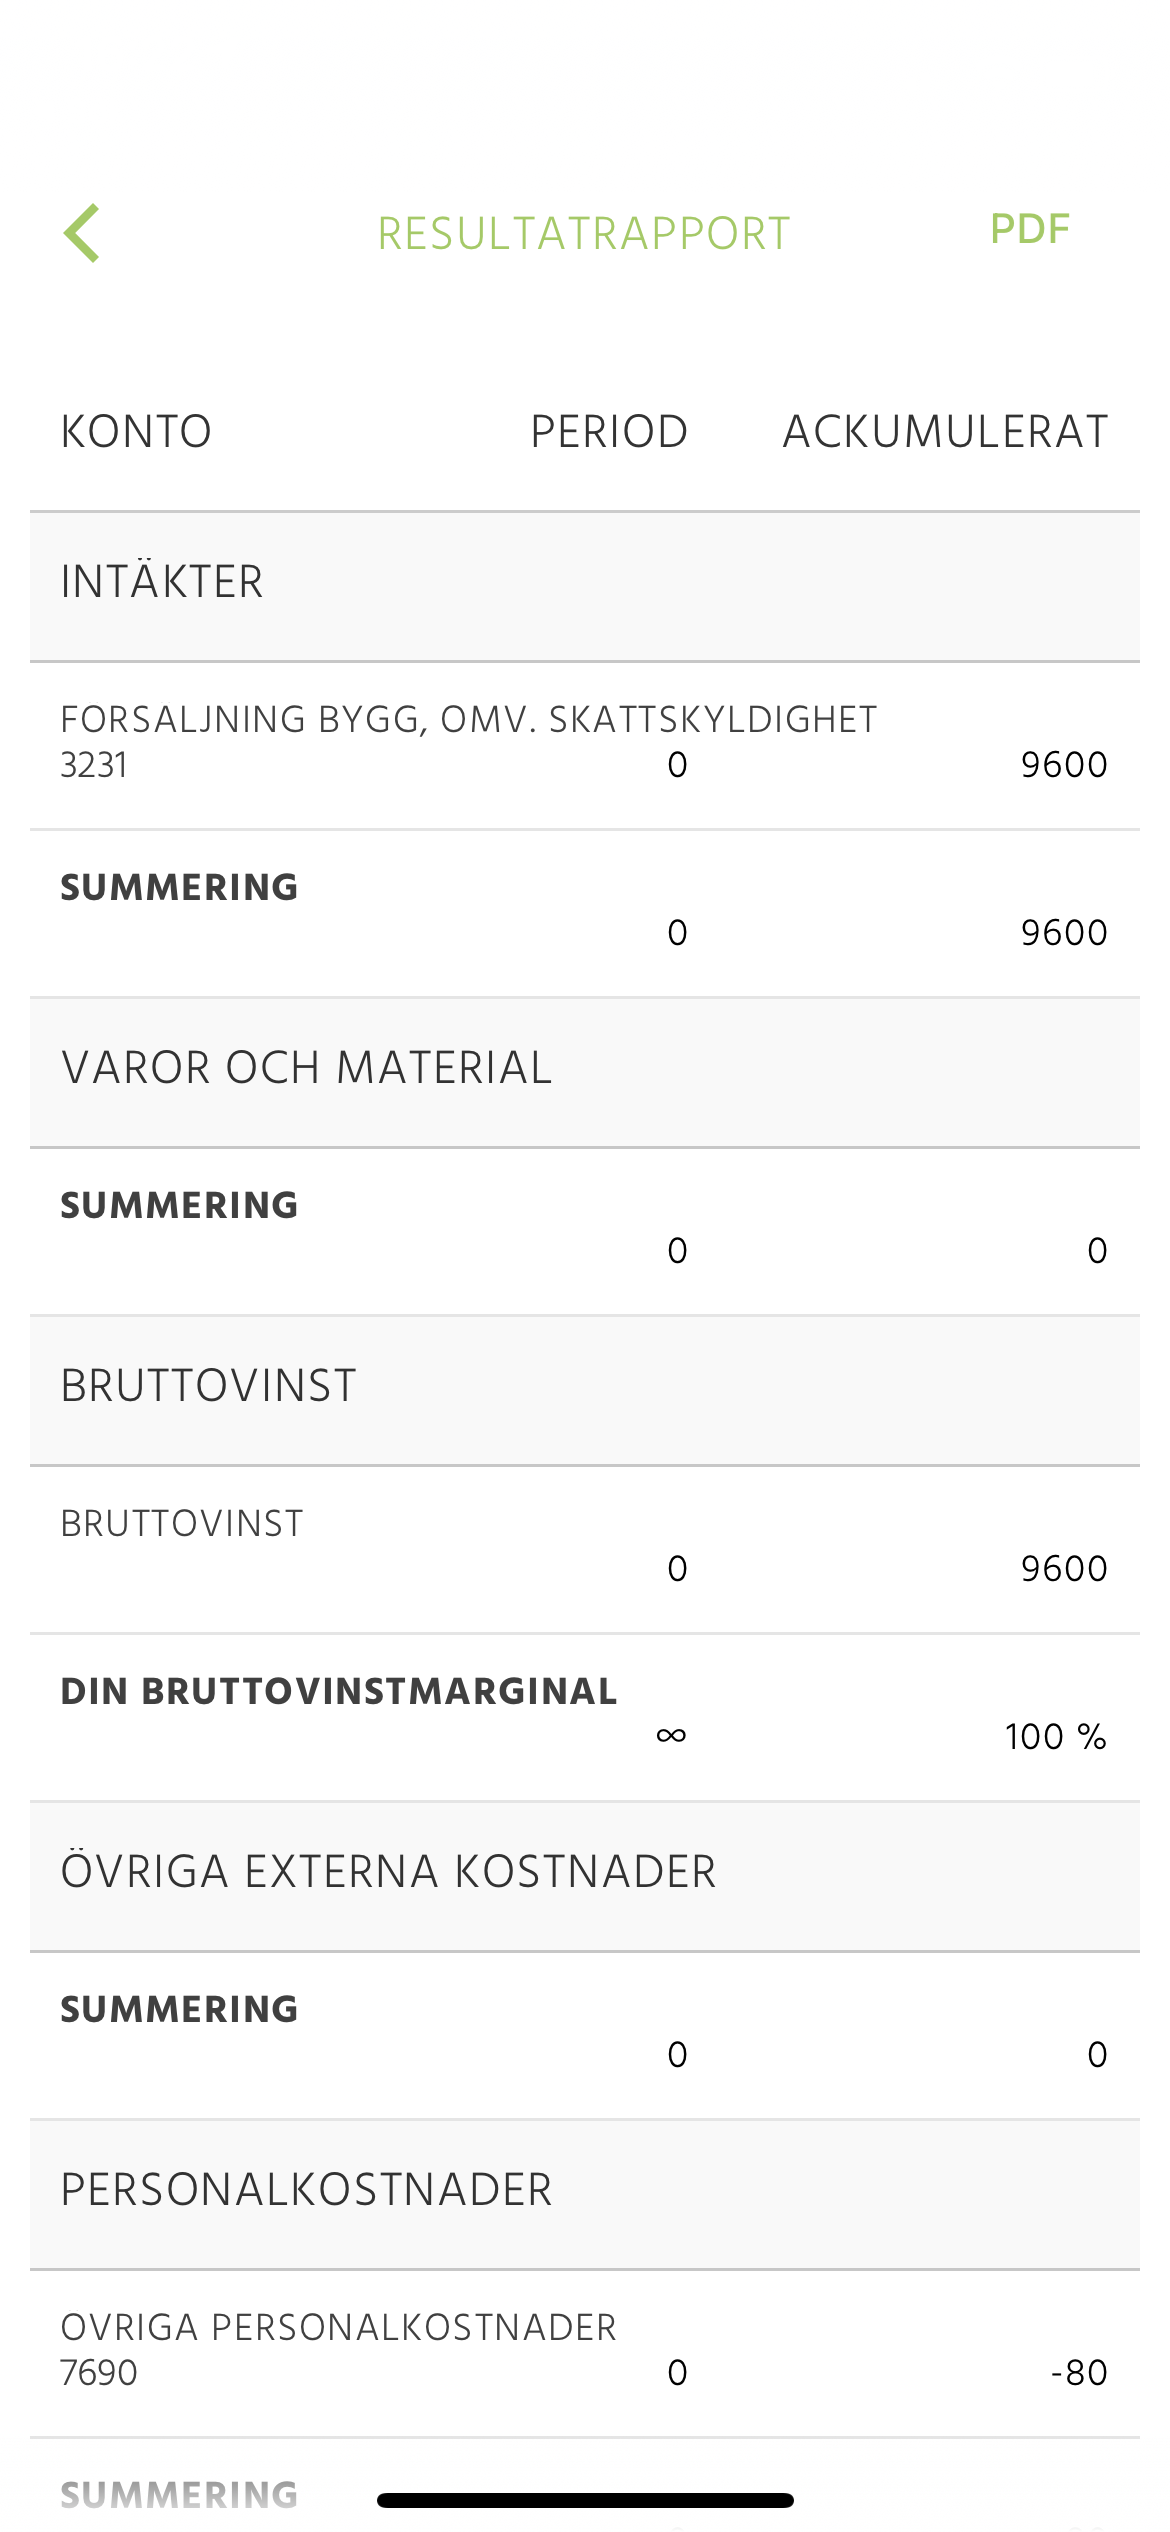 RESULTATRAPPORT PDF
KONTO PERIOD ACKUMULERAT
INTÄKTER
FORSALJNING BYGG, OMV. SKATTSKYLDIGHET
3231 0 9600
SUMMERING
0 9600
VAROR OCH MATERIAL
SUMMERING
0 0
BRUTTOVINST
BRUTTOVINST
0 9600
DIN BRUTTOVINSTMARGINAL
∞ 100 %
ÖVRIGA EXTERNA KOSTNADER
SUMMERING
0 0
PERSONALKOSTNADER
OVRIGA PERSONALKOSTNADER
7690 0 -80
SUMMERING